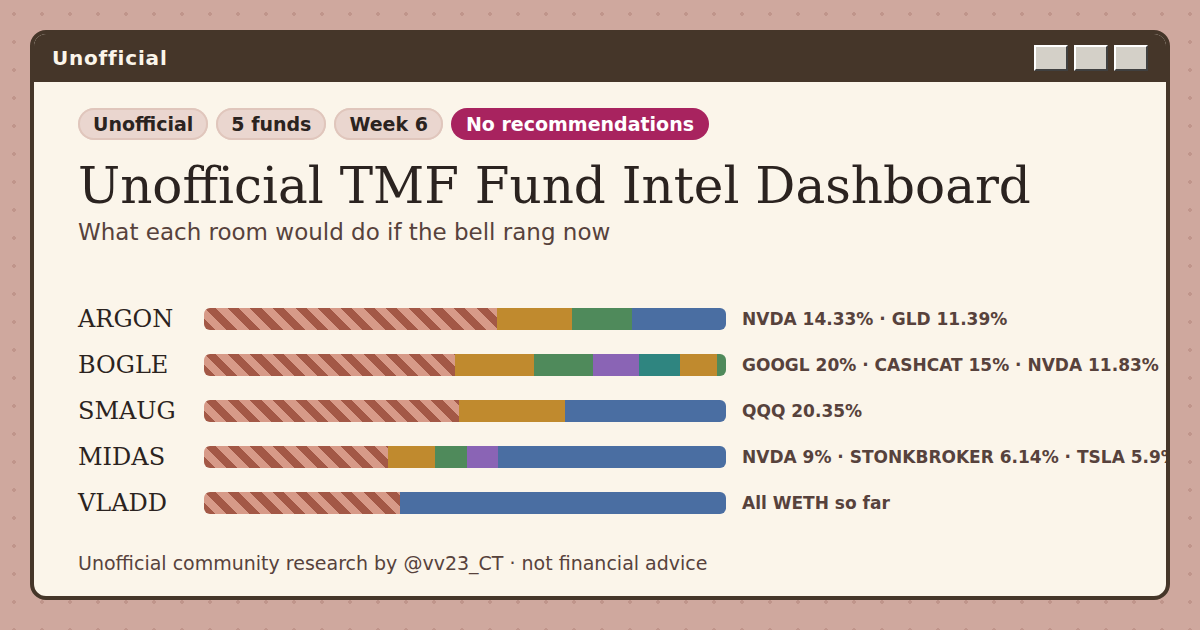 Unofficial
Unofficial 5 funds Week 6 No recommendations
Unofficial TMF Fund Intel Dashboard
What each room would do if the bell rang now
ARGON NVDA 14.33% · GLD 11.39%
BOGLE GOOGL 20% · CASHCAT 15% · NVDA 11.83%
SMAUG QQQ 20.35%
MIDAS NVDA 9% · STONKBROKER 6.14% · TSLA 5.9%
VLADD All WETH so far
Unofficial community research by @vv23_CT · not financial advice